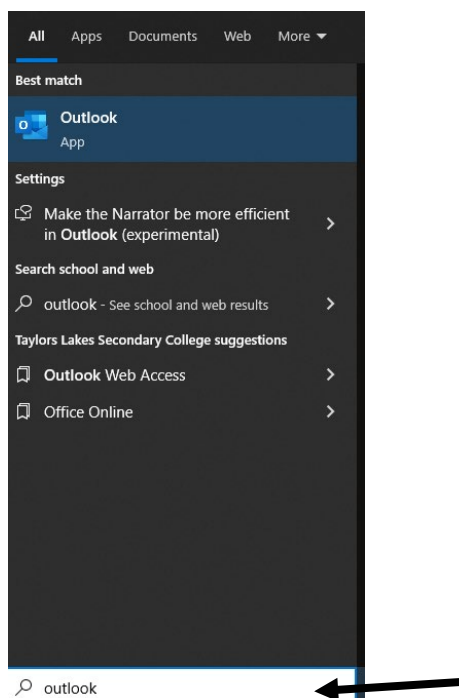 All Apps Documents Web More
Best match
Outlook
App
Settings
Make the Narrator be more efficient
in Outlook (experimental)
Search school and web
outlook - See school and web results
Taylors Lakes Secondary College suggestions
Outlook Web Access
Office Online
outlook